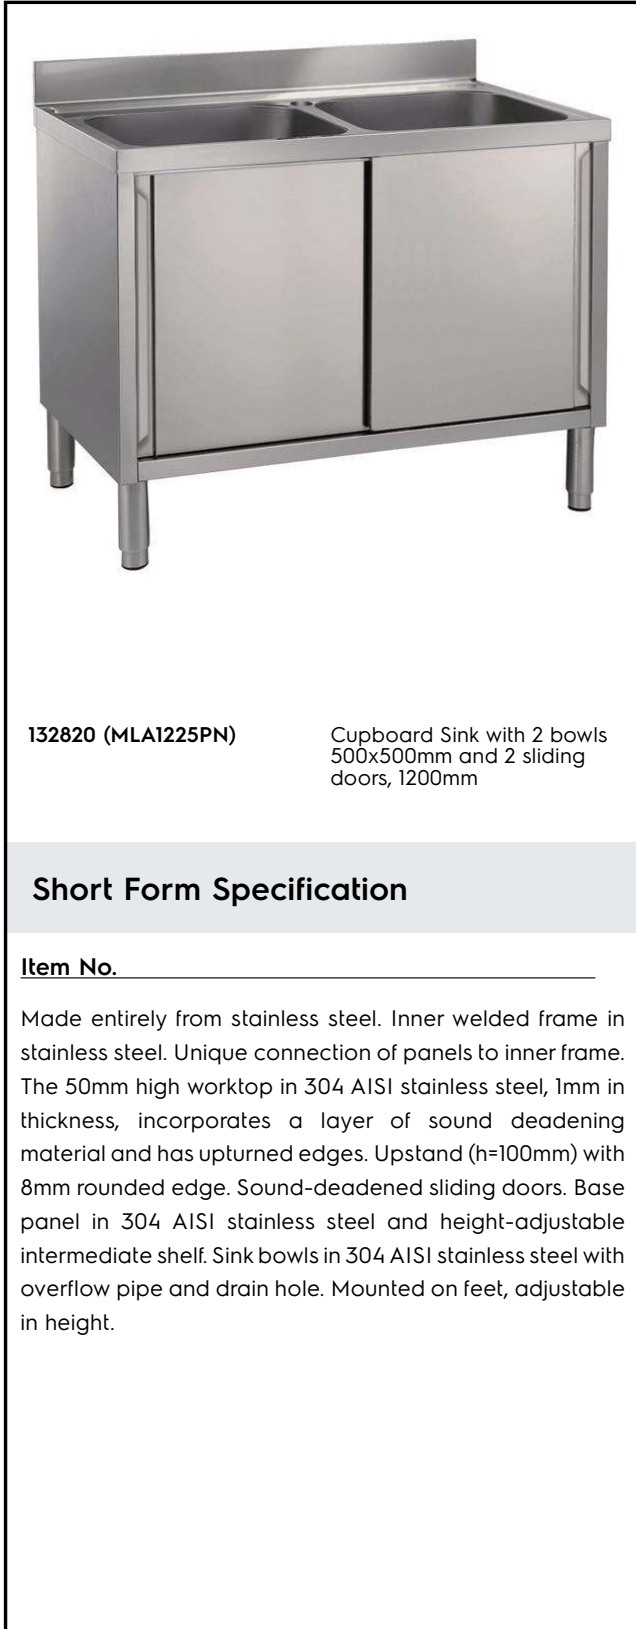 132820 (MLA1225PN)
Cupboard Sink with 2 bowls
500x500mm and 2 sliding
doors, 1200mm
Short Form Specification
Item No.
Made entirely from stainless steel. Inner welded frame in
stainless steel. Unique connection of panels to inner frame.
The 50mm high worktop in 304 AISI stainless steel, 1mm in
thickness, incorporates a layer of sound deadening
material and has upturned edges. Upstand (h=100mm) with
8mm rounded edge. Sound-deadened sliding doors. Base
panel in 304 AISI stainless steel and height-adjustable
intermediate shelf. Sink bowls in 304 AISI stainless steel with
overflow pipe and drain hole. Mounted on feet, adjustable
in height.